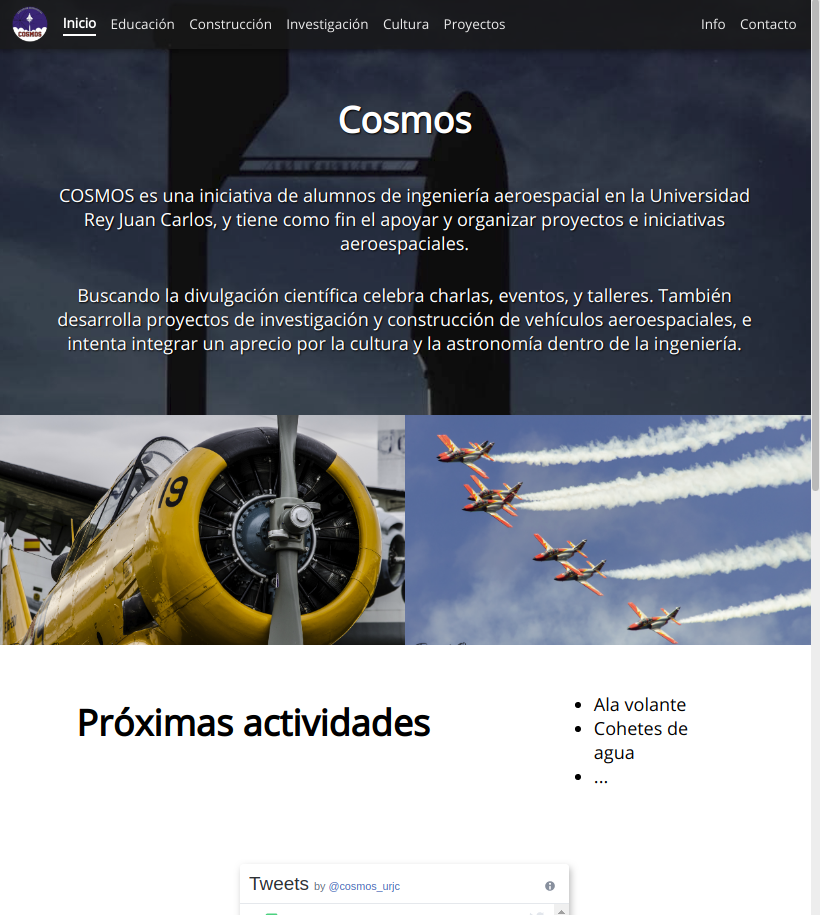 COSMOS
Inicio Educación Construcción Investigación Cultura Proyectos Info Contacto
Cosmos
COSMOS es una iniciativa de alumnos de ingeniería aeroespacial en la Universidad
Rey Juan Carlos, y tiene como fin el apoyar y organizar proyectos e iniciativas
aeroespaciales.
Buscando la divulgación científica celebra charlas, eventos, y talleres. También
desarrolla proyectos de investigación y construcción de vehículos aeroespaciales, e
intenta integrar un aprecio por la cultura y la astronomía dentro de la ingeniería.
19
Próximas actividades
• Ala volante
• Cohetes de
agua
• ...
Tweets by @cosmos_urjc